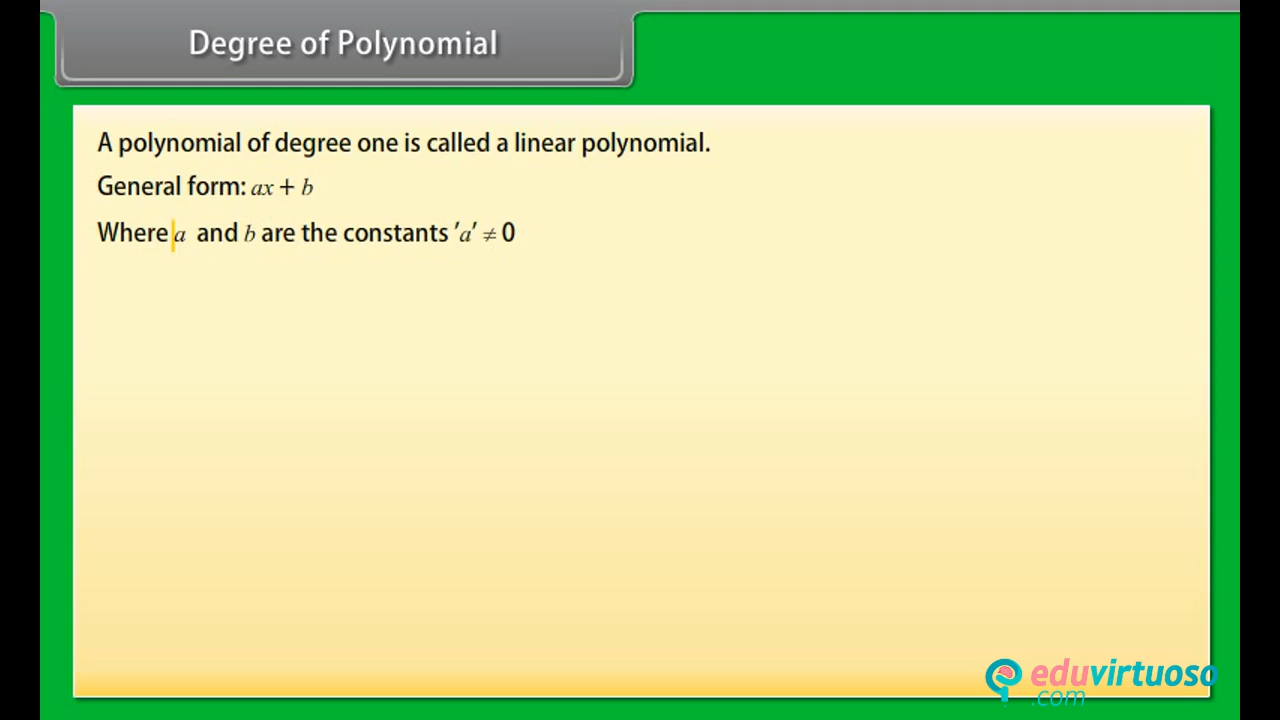 Degree of Polynomial
A polynomial of degree one is called a linear polynomial.
General form: ax + b
Where a and b are the constants 'a' ≠ 0
eduvirtuoso
.com